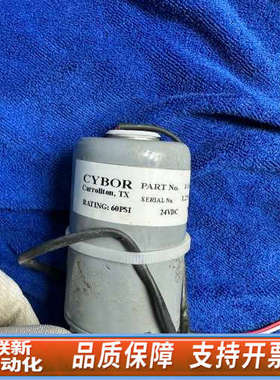 CYBOR
Carrollton, TX
RATING: 60PSI
PART No.
SERIAL No.
24VDC
联新
自动化
品质保障 支持开票